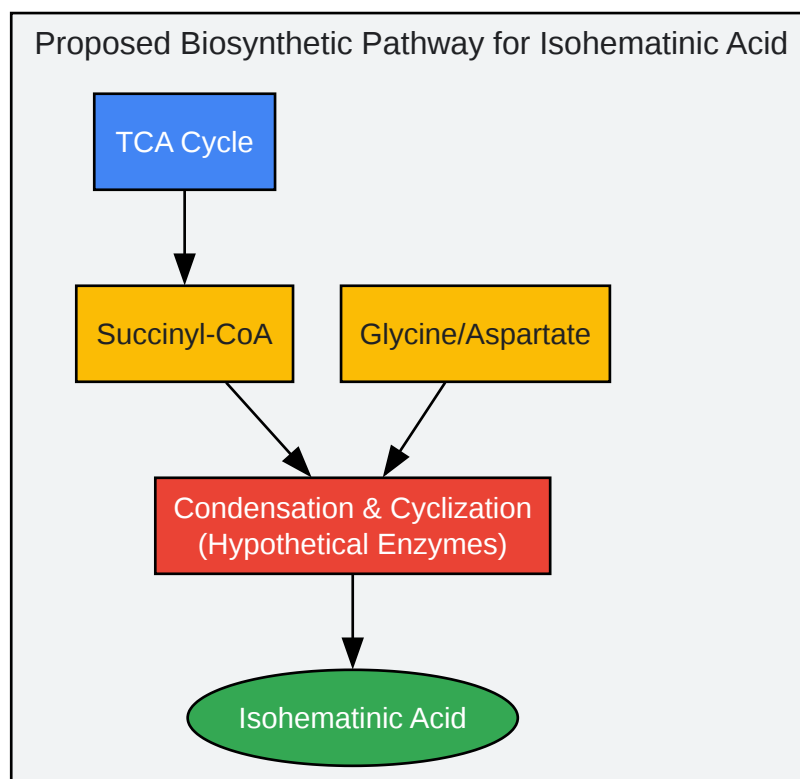 Proposed Biosynthetic Pathway for Isohematinic Acid
TCA Cycle
Succinyl-CoA
Glycine/Aspartate
Condensation & Cyclization
(Hypothetical Enzymes)
Isohematinic Acid